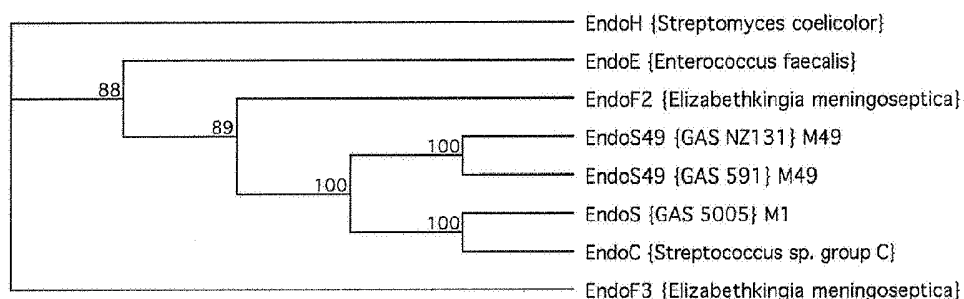 EndoH {Streptomyces coelicolor}
EndoE {Enterococcus faecalis}
88
EndoF2 {Elizabethkingia meningoseptica}
89
EndoS49 {GAS NZ131} M49
100
EndoS49 {GAS 591} M49
100
EndoS {GAS 5005} M1
100
EndoC {Streptococcus sp. group C}
EndoF3 {Elizabethkingia meningoseptica}